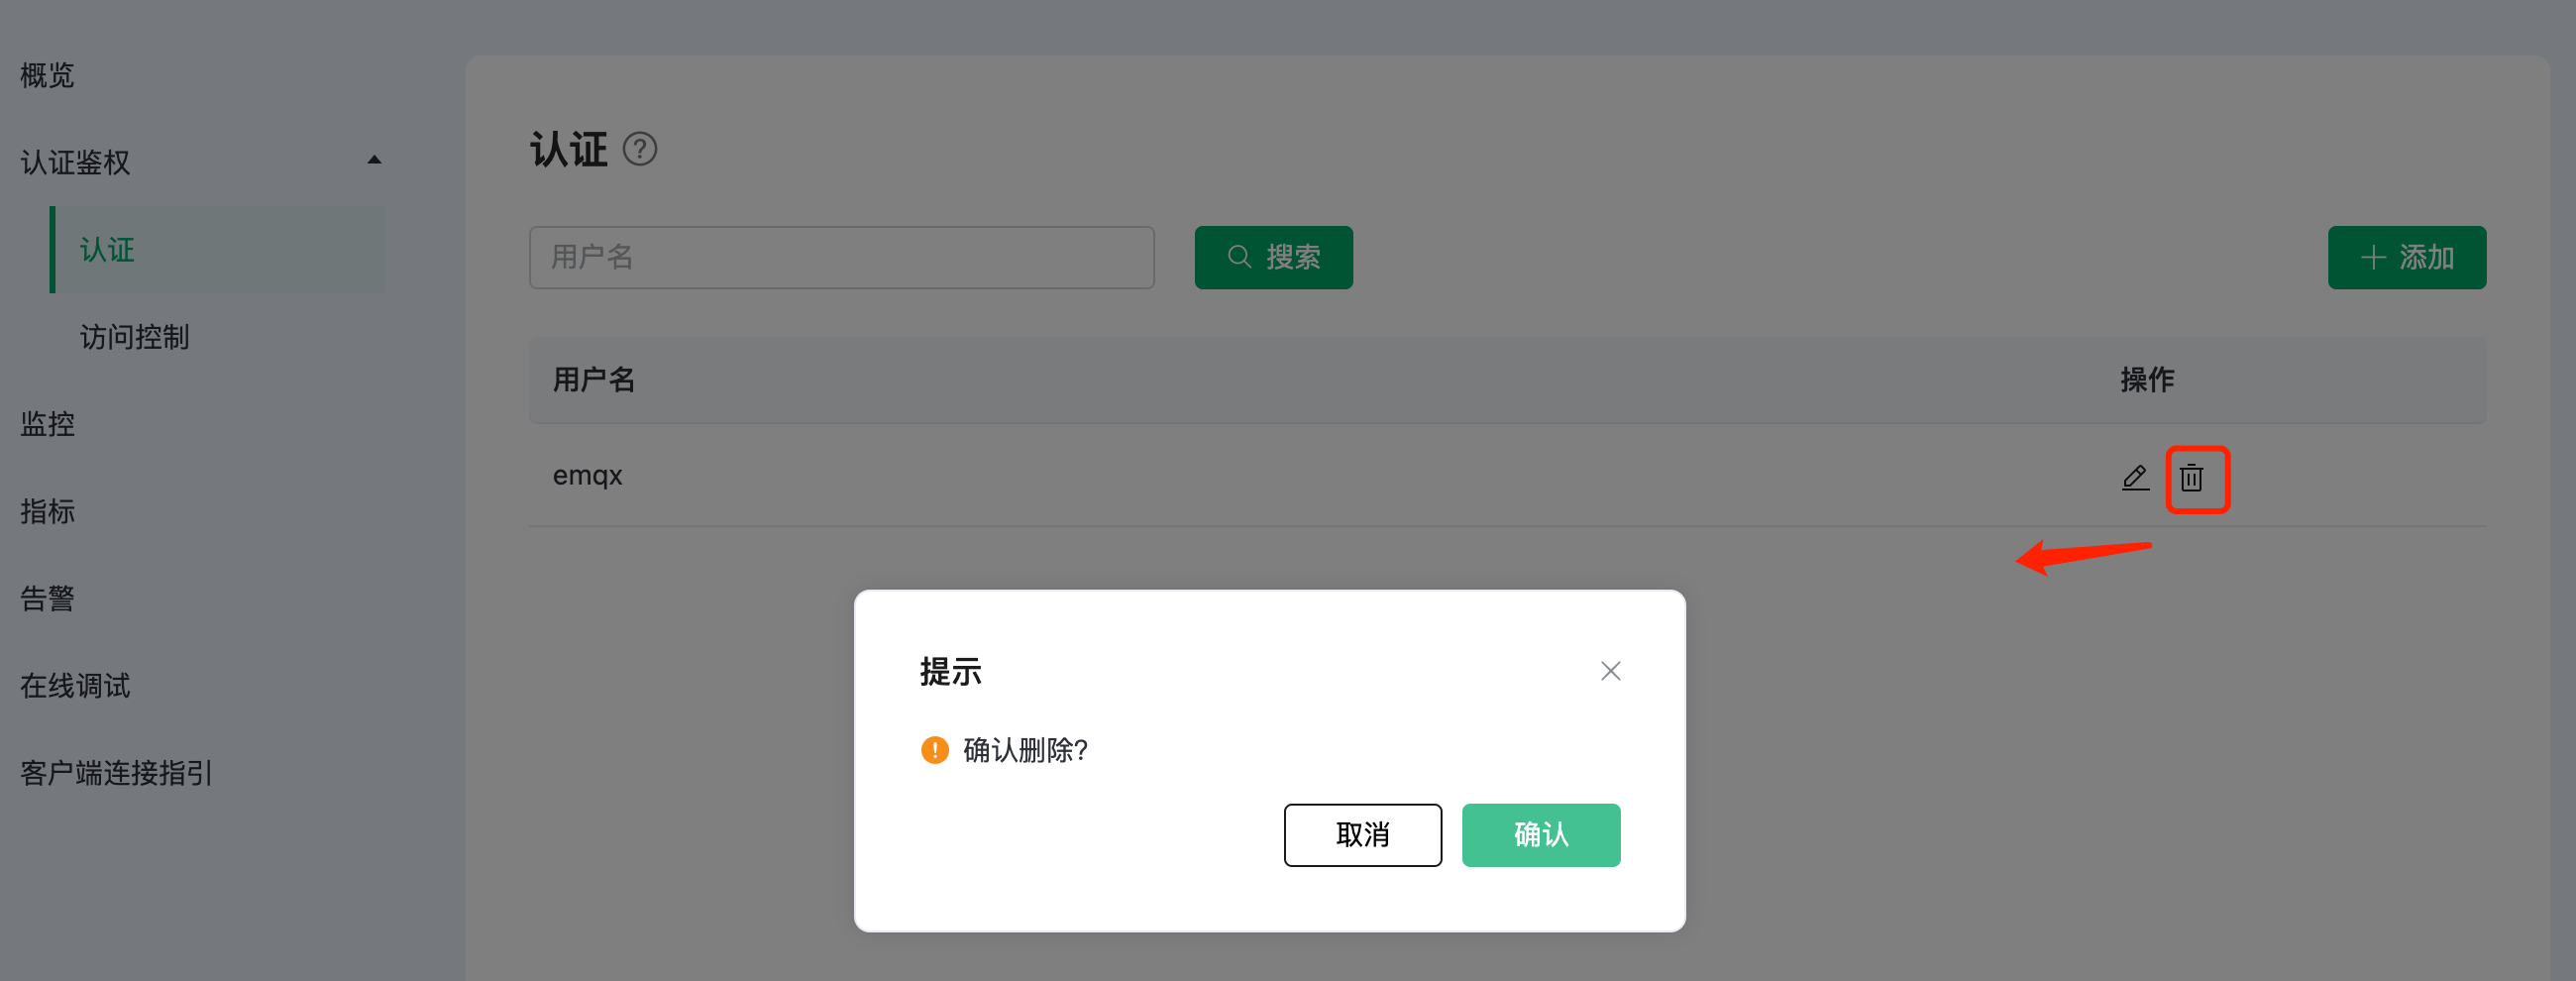 概览
认证鉴权
认证
访问控制
监控
指标
告警
在线调试
客户端连接指引
认证 ?
用户名
搜索
添加
用户名 操作
emqx
提示
确认删除?
取消 确认